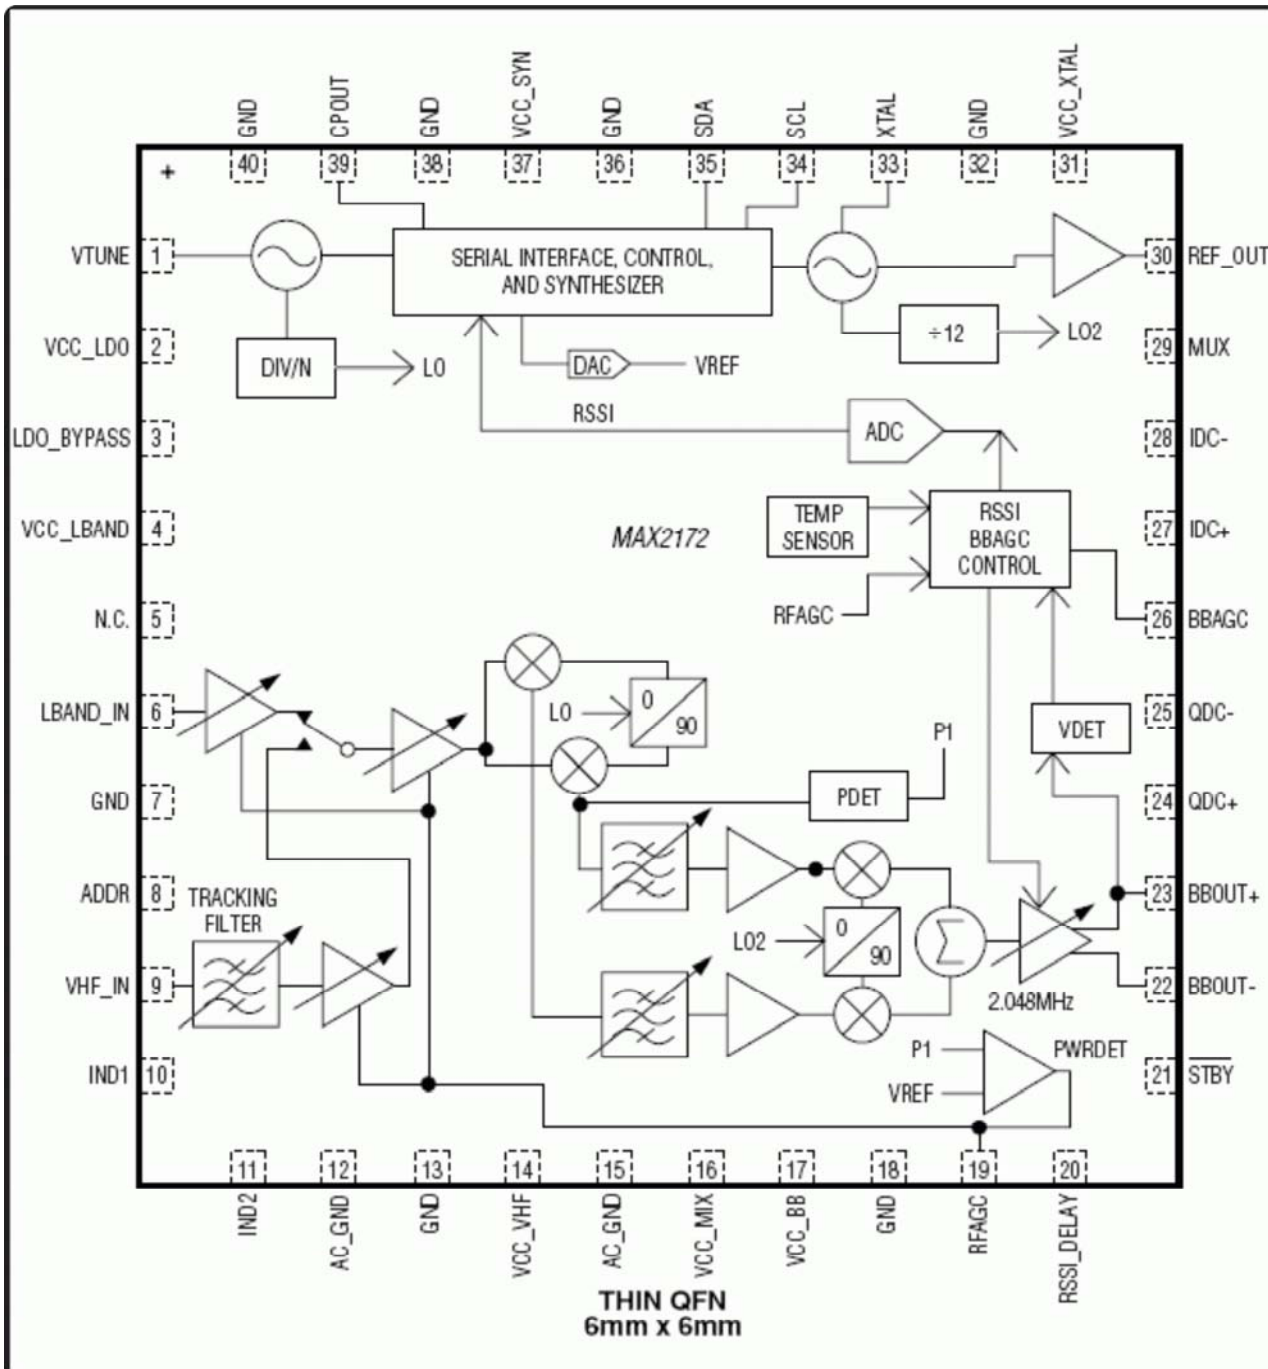 GND
CPOUT
GND
VCC_SYN
GND
SDA
SCL
XTAL
GND
VCC_XTAL
+
40
39
38
37
36
35
34
33
32
31
VTUNE
1
SERIAL INTERFACE, CONTROL,
AND SYNTHESIZER
30
REF_OUT
VCC_LDO
2
DIV/N
LO
DAC
VREF
÷12
LO2
29
MUX
LDO_BYPASS
3
RSSI
ADC
28
IDC-
VCC_LBAND
4
MAX2172
TEMP
SENSOR
RSSI
BBAGC
CONTROL
27
IDC+
N.C.
5
RFAGC
26
BBAGC
LBAND_IN
6
LO
0
90
P1
VDET
25
QDC-
GND
7
PDET
24
QDC+
ADDR
8
TRACKING
FILTER
LO2
0
90
Σ
23
BBOUT+
VHF_IN
9
2.048MHz
22
BBOUT-
IND1
10
P1
VREF
PWRDET
21
STBY
11
12
13
14
15
16
17
18
19
20
IND2
AC_GND
GND
VCC_VHF
AC_GND
VCC_MIX
VCC_BB
GND
RFAGC
RSSI_DELAY
THIN QFN
6mm x 6mm